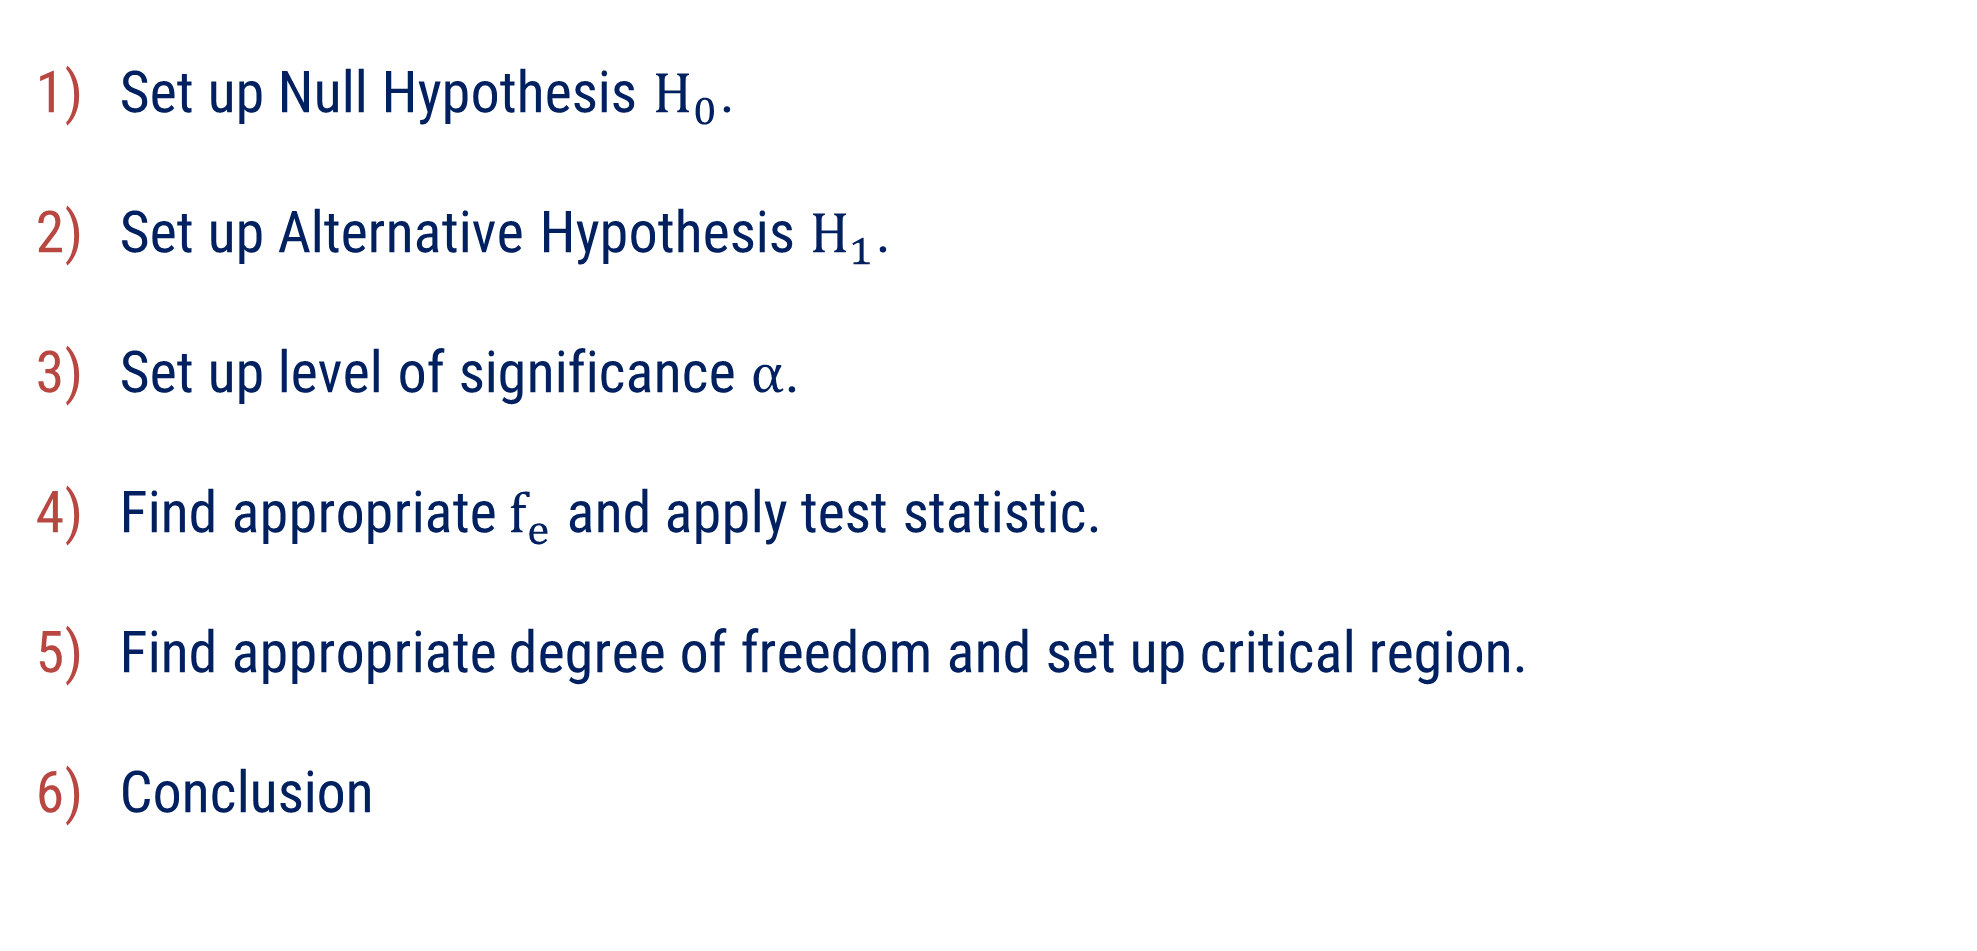 1) Set up Null Hypothesis H₀.
2) Set up Alternative Hypothesis H₁.
3) Set up level of significance α.
4) Find appropriate fₑ and apply test statistic.
5) Find appropriate degree of freedom and set up critical region.
6) Conclusion